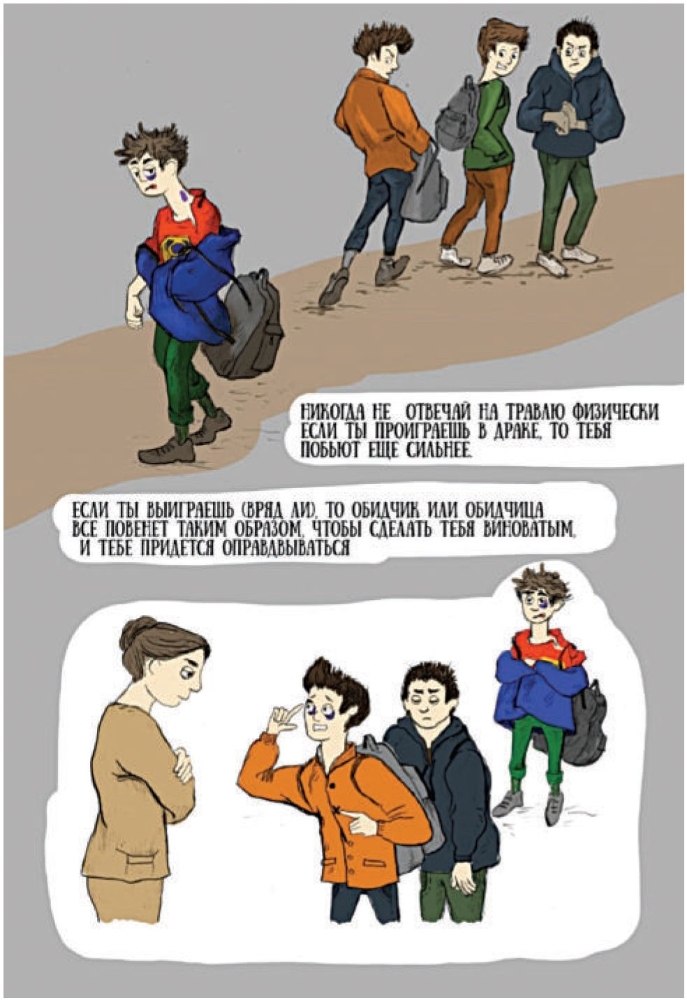 НИКОГДА НЕ ОТВЕЧАЙ НА ТРАВЛЮ ФИЗИЧЕСКИ
ЕСЛИ ТЫ ПРОИГРАЕШЬ В ДРАКЕ, ТО ТЕБЯ
ПОБЬЮТ ЕЩЕ СИЛЬНЕЕ.
ЕСЛИ ТЫ ВЫИГРАЕШЬ (ВРЯД ЛИ), ТО ОБИДЧИК ИЛИ ОБИДЧИЦА
ВСЕ ПОВЕНЕТ ТАКИМ ОБРАЗОМ, ЧТОБЫ СДЕЛАТЬ ТЕБЯ ВИНОВАТЫМ,
И ТЕБЕ ПРИДЕТСЯ ОПРАВДВЫВАТЬСЯ